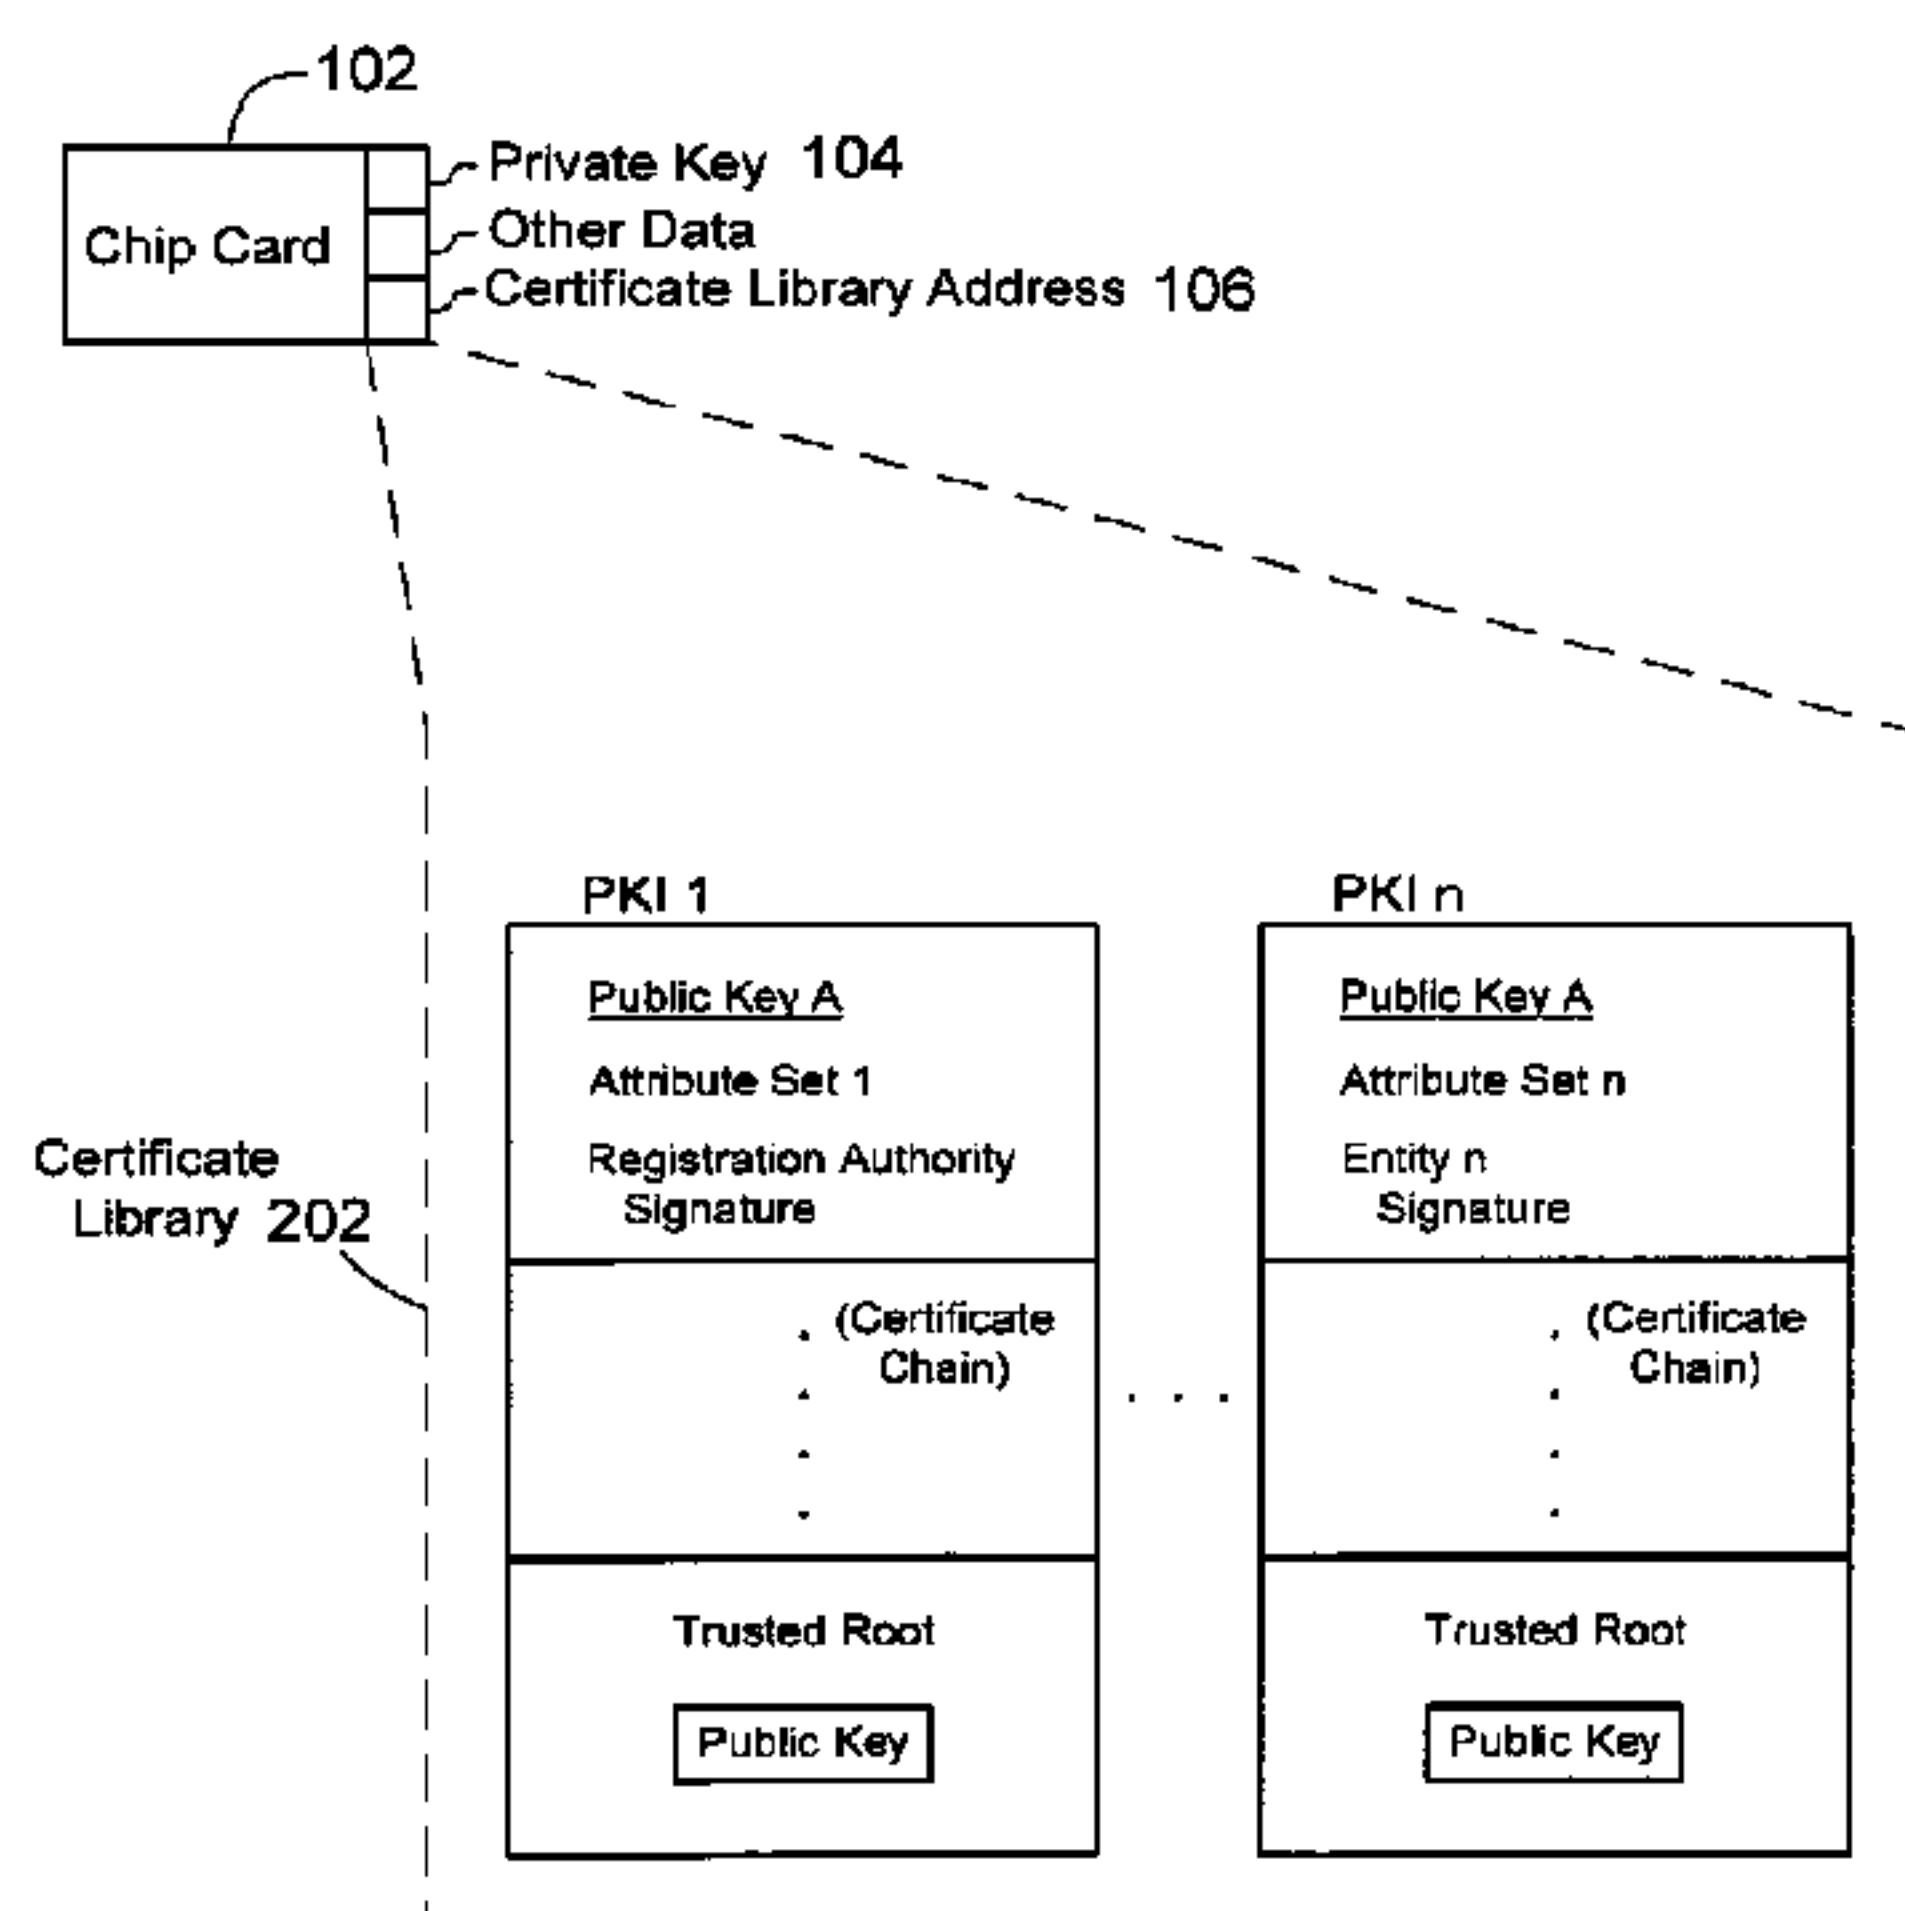 102
Private Key 104
Chip Card
Other Data
Certificate Library Address 106
PKI 1
Public Key A
Attribute Set 1
Registration Authority
Signature
(Certificate
Chain)
Trusted Root
Public Key
. . .
PKI n
Public Key A
Attribute Set n
Entity n
Signature
(Certificate
Chain)
Trusted Root
Public Key
Certificate
Library 202